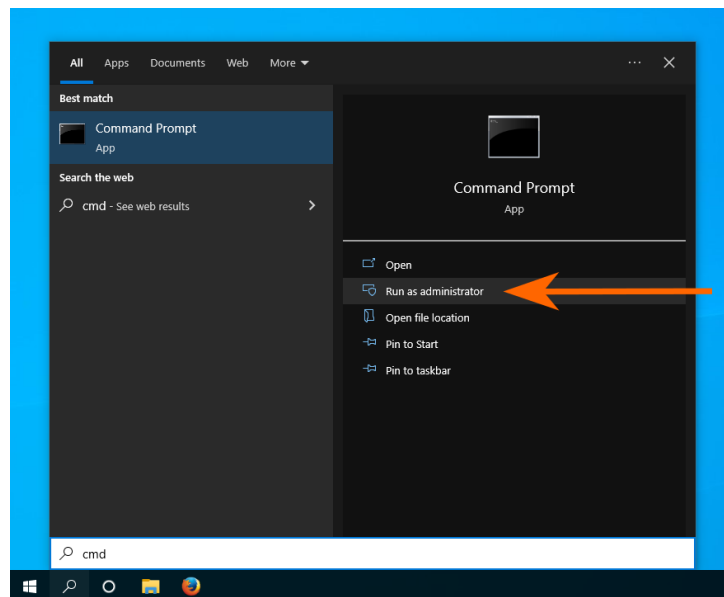 All Apps Documents Web More
Best match
Command Prompt
App
Search the web
cmd - See web results
Command Prompt
App
Open
Run as administrator
Open file location
Pin to Start
Pin to taskbar
cmd